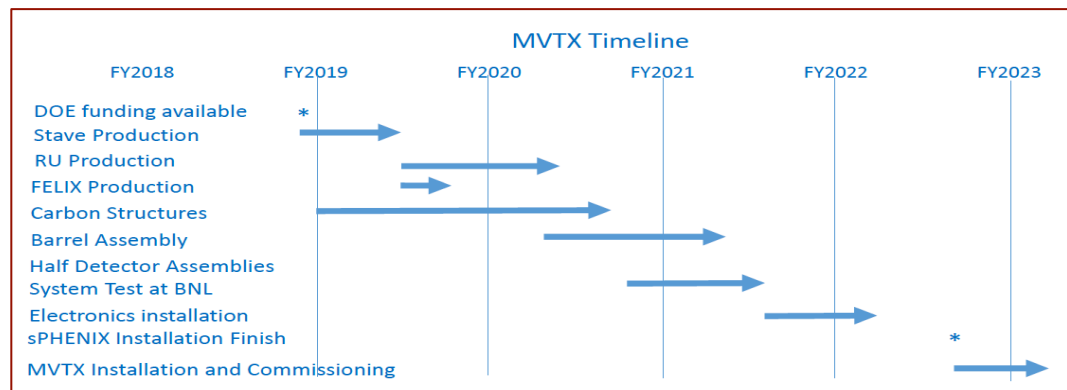 MVTX Timeline
FY2018 FY2019 FY2020 FY2021 FY2022 FY2023
DOE funding available *
Stave Production
RU Production
FELIX Production
Carbon Structures
Barrel Assembly
Half Detector Assemblies
System Test at BNL
Electronics installation
sPHENIX Installation Finish *
MVTX Installation and Commissioning